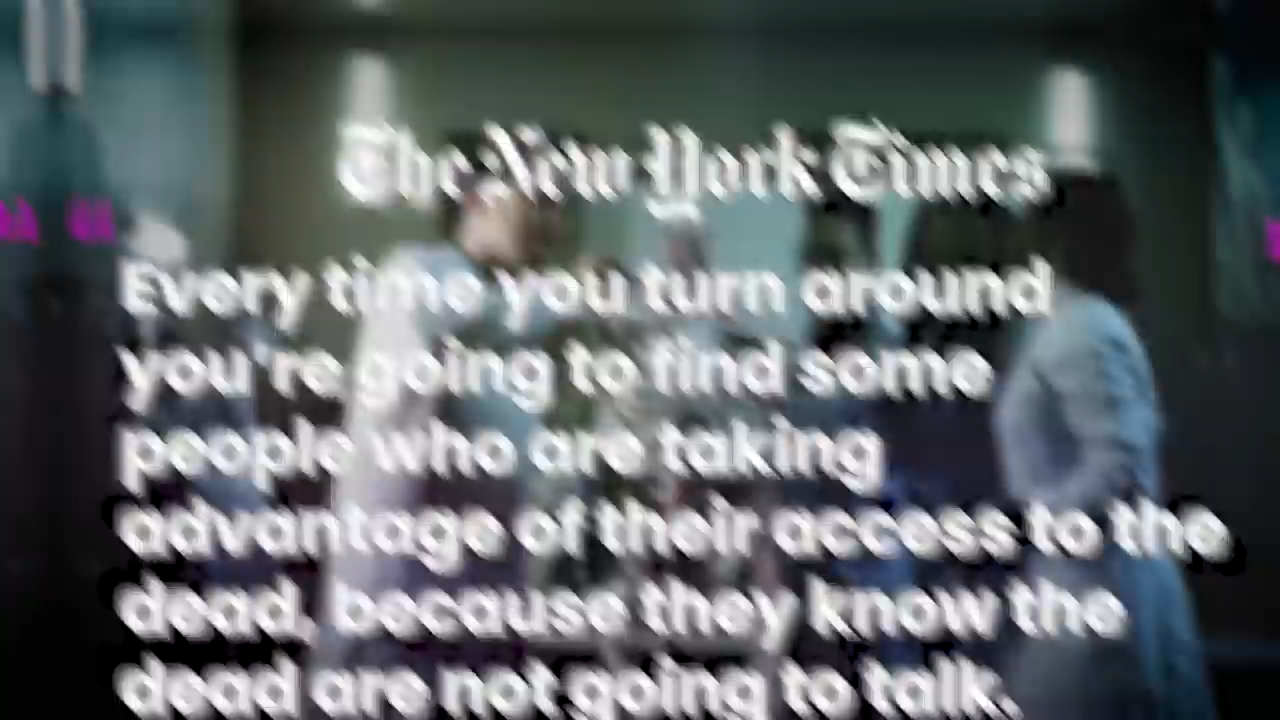 The New York Times
Every time you turn around
you're going to find some
people who are taking
advantage of their access to the
dead, because they know the
dead are not going to talk.